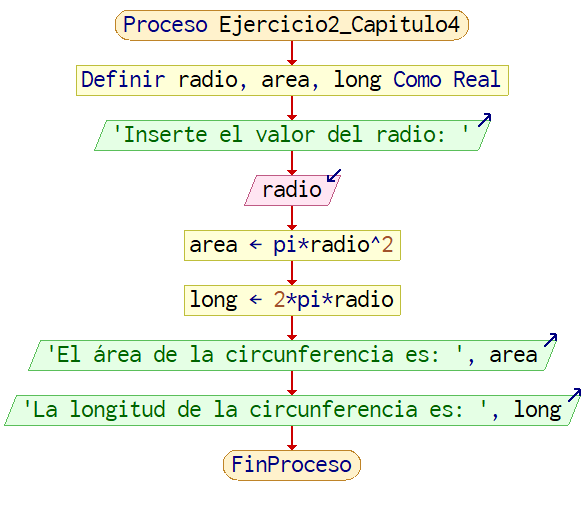 Proceso Ejercicio2_Capitulo4
Definir radio, area, long Como Real
'Inserte el valor del radio: '
radio
area ← pi*radio^2
long ← 2*pi*radio
'El área de la circunferencia es: ', area
'La longitud de la circunferencia es: ', long
FinProceso